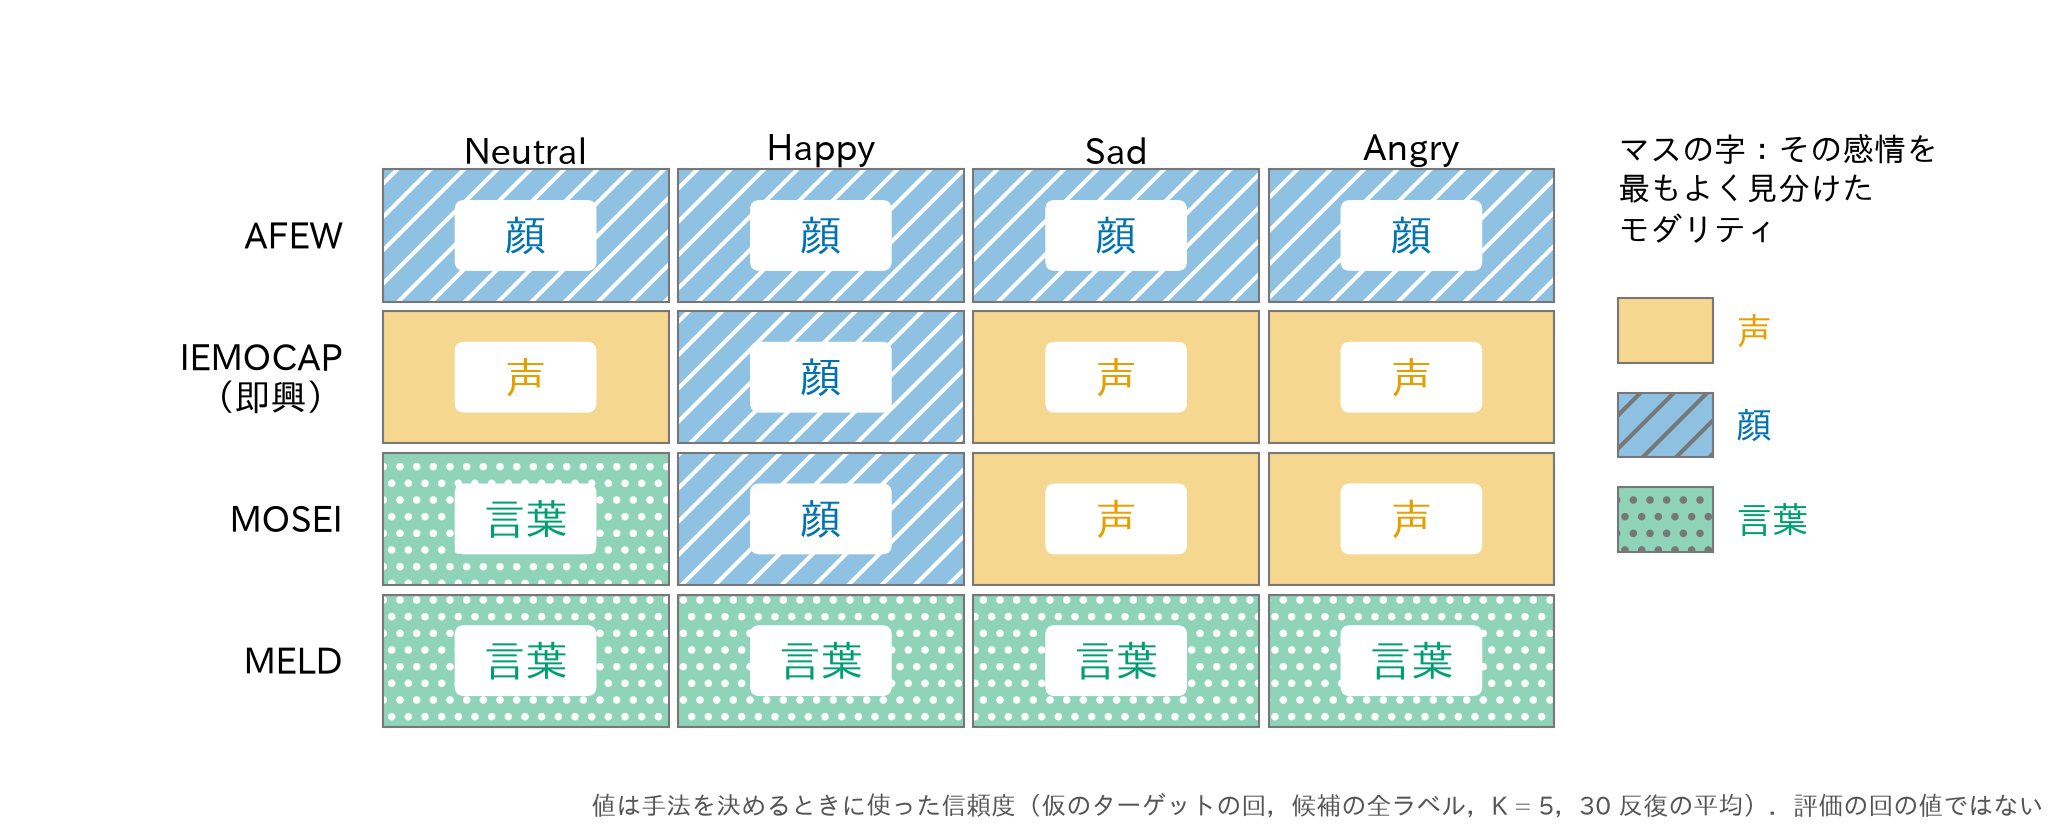 Neutral Happy Sad Angry
マスの字：その感情を
最もよく見分けた
モダリティ
AFEW 顔 顔 顔 顔
IEMOCAP
（即興）
声 顔 声 声
MOSEI 言葉 顔 声 声
MELD 言葉 言葉 言葉 言葉
声
顔
言葉
値は手法を決めるときに使った信頼度（仮のターゲットの回，候補の全ラベル，K = 5，30 反復の平均）．評価の回の値ではない